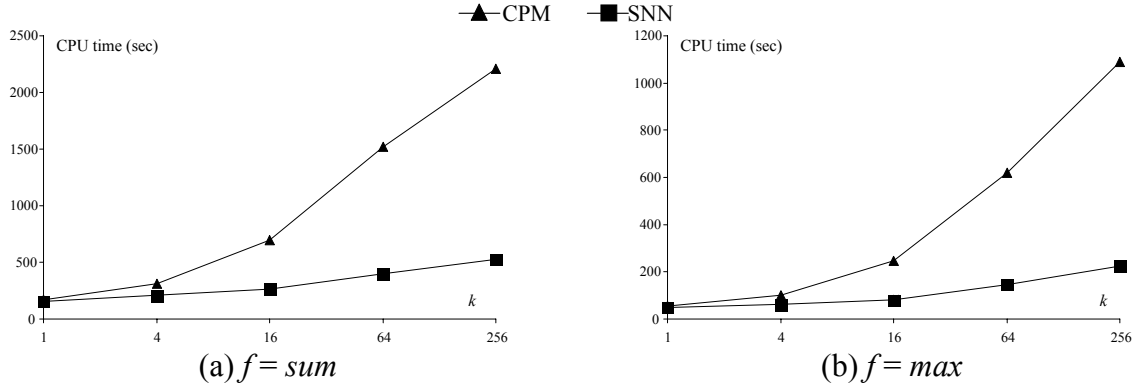 CPM SNN
CPU time (sec)
2500
2000
1500
1000
500
0
k
1 4 16 64 256
(a) f = sum
CPU time (sec)
1200
1000
800
600
400
200
0
k
1 4 16 64 256
(b) f = max